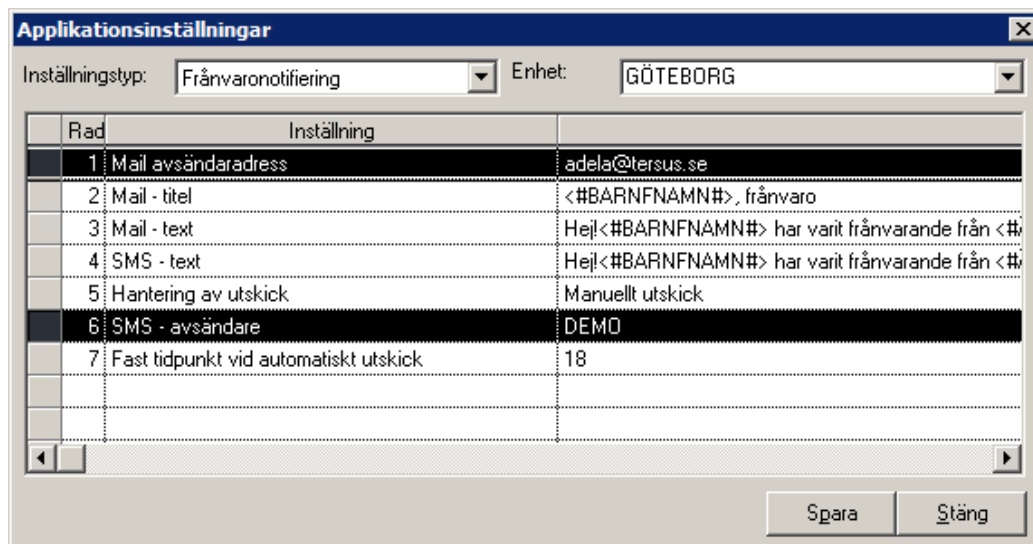 Applikationsinställningar
Inställningstyp: Frånvaronotifiering Enhet: GÖTEBORG
Rad Inställning
1 Mail avsändaradress adela@tersus.se
2 Mail - titel <#BARNFNAMN#>, frånvaro
3 Mail - text Hej!<#BARNFNAMN#> har varit frånvarande från <#
4 SMS - text Hej!<#BARNFNAMN#> har varit frånvarande från <#
5 Hantering av utskick Manuellt utskick
6 SMS - avsändare DEMO
7 Fast tidpunkt vid automatiskt utskick 18
Spara Stäng